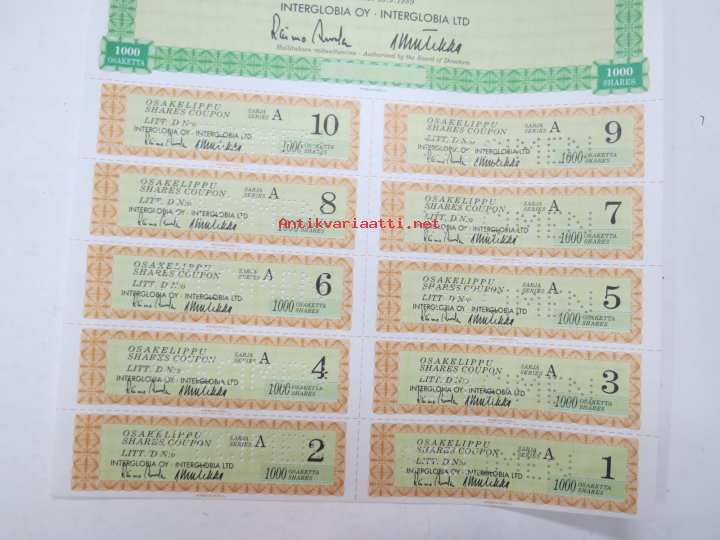 INTERGLOBIA OY · INTERGLOBIA LTD
Hallituksen valtuuttamina - Authorized by the Board of Directors
1000 OSAKETTA
1000 SHARES
OSAKELIPPU SARJA A 10
SHARES COUPON SERIES
LITT. D N:o
INTERGLOBIA OY · INTERGLOBIA LTD
1000 OSAKETTA
SHARES
OSAKELIPPU SARJA A 9
SHARES COUPON SERIES
LITT. D N:o
INTERGLOBIA OY · INTERGLOBIA LTD
1000 OSAKETTA
SHARES
OSAKELIPPU SARJA A 8
SHARES COUPON SERIES
LITT. D N:o
INTERGLOBIA OY · INTERGLOBIA LTD
1000 OSAKETTA
SHARES
OSAKELIPPU SARJA A 7
SHARES COUPON SERIES
LITT. D N:o
INTERGLOBIA OY · INTERGLOBIA LTD
1000 OSAKETTA
SHARES
Antikvariaatti.net
OSAKELIPPU SARJA A 6
SHARES COUPON SERIES
LITT. D N:o
INTERGLOBIA OY · INTERGLOBIA LTD
1000 OSAKETTA
SHARES
OSAKELIPPU SARJA A 5
SHARES COUPON SERIES
LITT. D N:o
INTERGLOBIA OY · INTERGLOBIA LTD
1000 OSAKETTA
SHARES
OSAKELIPPU SARJA A 4
SHARES COUPON SERIES
LITT. D N:o
INTERGLOBIA OY · INTERGLOBIA LTD
1000 OSAKETTA
SHARES
OSAKELIPPU SARJA A 3
SHARES COUPON SERIES
LITT. D N:o
INTERGLOBIA OY · INTERGLOBIA LTD
1000 OSAKETTA
SHARES
OSAKELIPPU SARJA A 2
SHARES COUPON SERIES
LITT. D N:o
INTERGLOBIA OY · INTERGLOBIA LTD
1000 OSAKETTA
SHARES
OSAKELIPPU SARJA A 1
SHARES COUPON SERIES
LITT. D N:o
INTERGLOBIA OY · INTERGLOBIA LTD
1000 OSAKETTA
SHARES